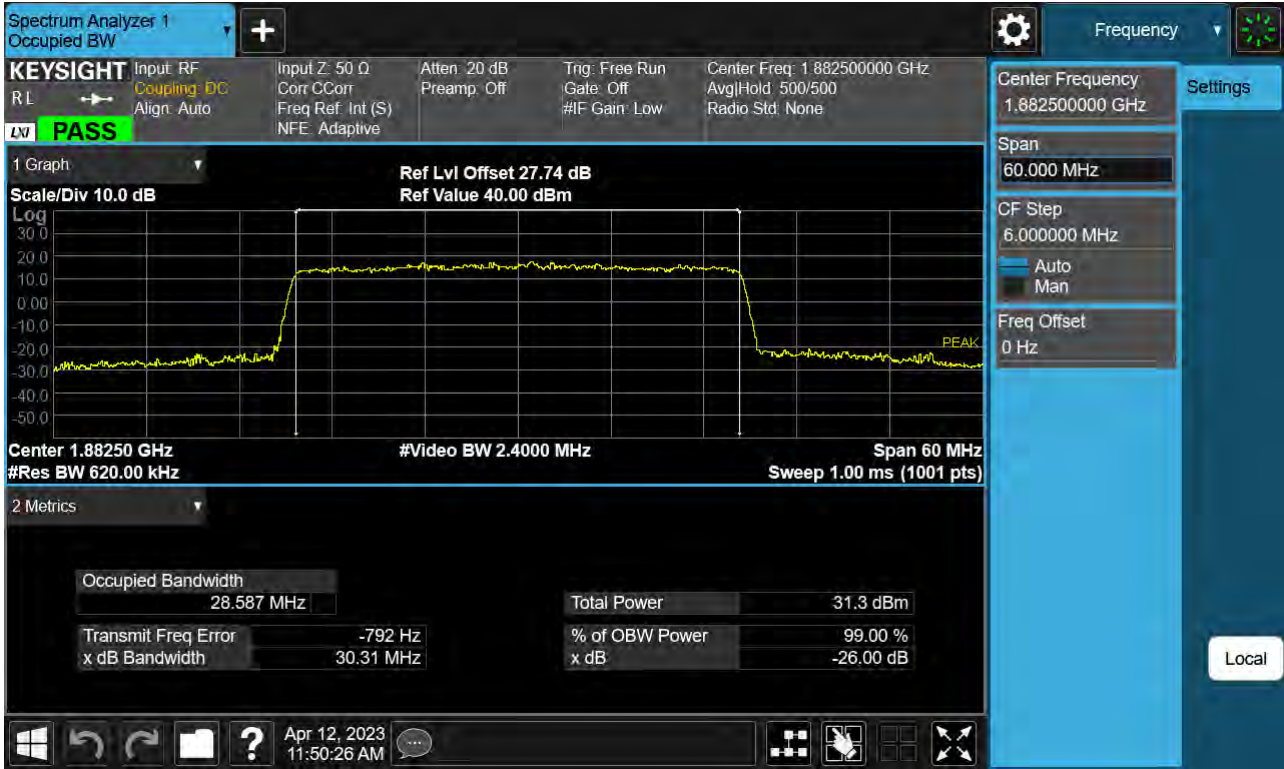 Spectrum Analyzer 1
Occupied BW
Frequency
KEYSIGHT
R L
LXI
PASS
Input: RF
Coupling: DC
Align: Auto
Input Z: 50 Ω
Corr CCorr
Freq Ref: Int (S)
NFE: Adaptive
Atten: 20 dB
Preamp: Off
Trig: Free Run
Gate: Off
#IF Gain: Low
Center Freq: 1.882500000 GHz
Avg|Hold: 500/500
Radio Std: None
1 Graph
Scale/Div 10.0 dB
Ref Lvl Offset 27.74 dB
Ref Value 40.00 dBm
Log
30.0
20.0
10.0
0.00
-10.0
-20.0
-30.0
-40.0
-50.0
PEAK
Center 1.88250 GHz
#Video BW 2.4000 MHz
Span 60 MHz
#Res BW 620.00 kHz
Sweep 1.00 ms (1001 pts)
2 Metrics
Occupied Bandwidth
28.587 MHz
Transmit Freq Error -792 Hz
x dB Bandwidth 30.31 MHz
Total Power 31.3 dBm
% of OBW Power 99.00 %
x dB -26.00 dB
Center Frequency
1.882500000 GHz
Span
60.000 MHz
CF Step
6.000000 MHz
Auto
Man
Freq Offset
0 Hz
Settings
Local
?
Apr 12, 2023
11:50:26 AM